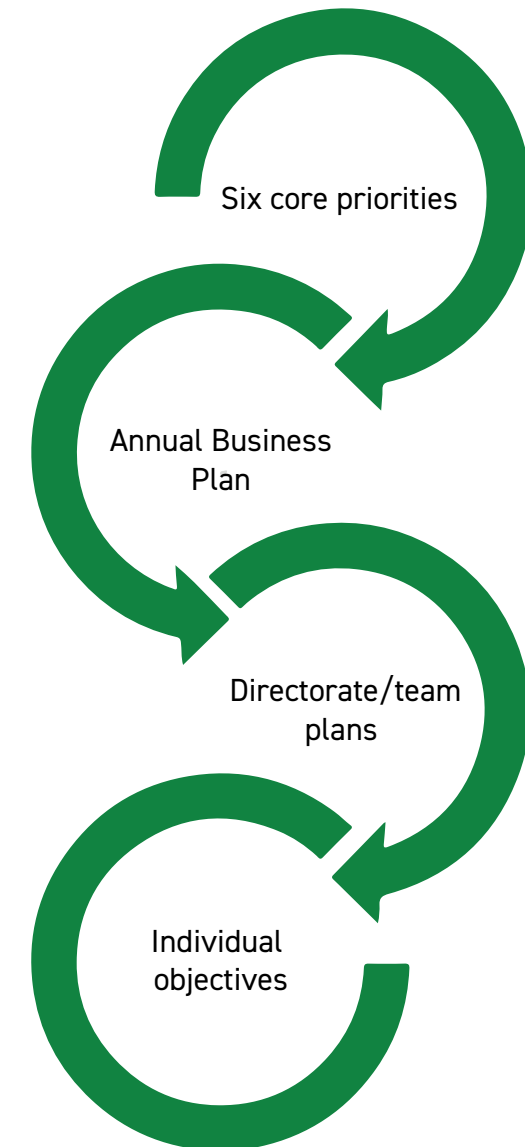 Six core priorities
Annual Business
Plan
Directorate/team
plans
Individual
objectives